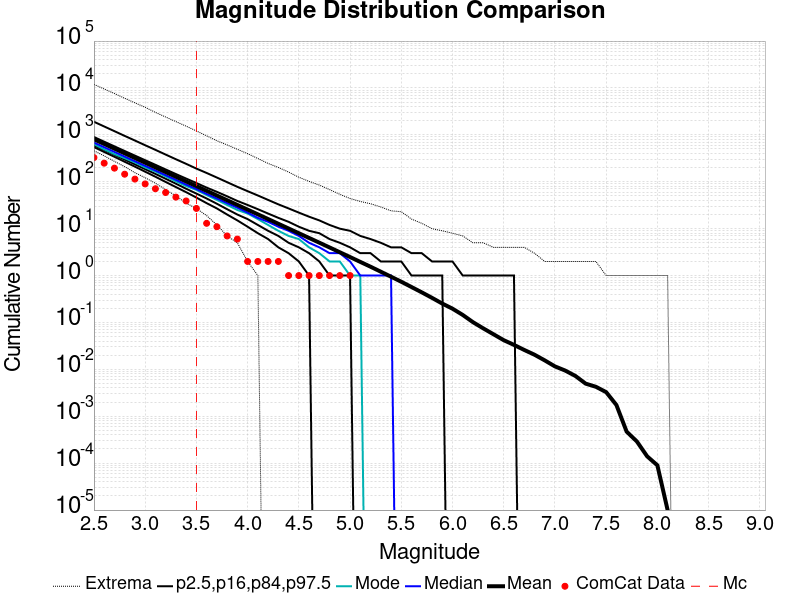 Magnitude Distribution Comparison
10 5
10 4
10 3
10 2
10 1
10 0
10 -1
10 -2
10 -3
10 -4
10 -5
Cumulative Number
2.5 3.0 3.5 4.0 4.5 5.0 5.5 6.0 6.5 7.0 7.5 8.0 8.5 9.0
Magnitude
Extrema p2.5,p16,p84,p97.5 Mode Median Mean ComCat Data Mc